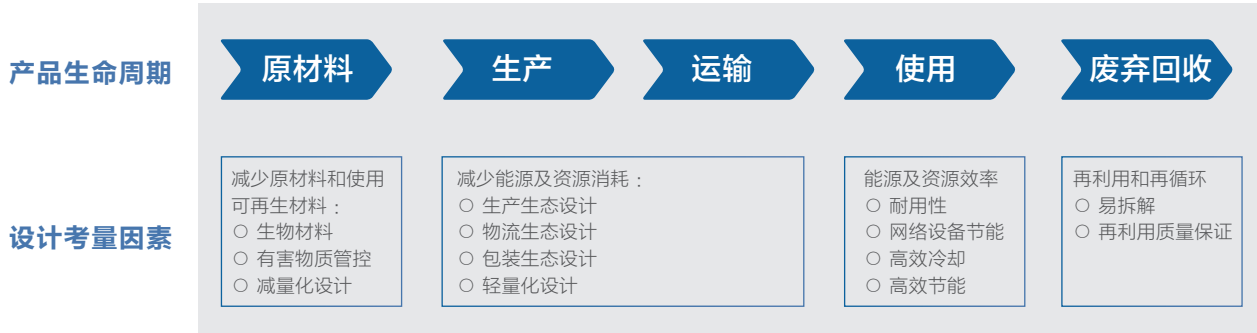 产品生命周期
原材料
生产
运输
使用
废弃回收
设计考量因素
减少原材料和使用
可再生材料：
○ 生物材料
○ 有害物质管控
○ 减量化设计
减少能源及资源消耗：
○ 生产生态设计
○ 物流生态设计
○ 包装生态设计
○ 轻量化设计
能源及资源效率
○ 耐用性
○ 网络设备节能
○ 高效冷却
○ 高效节能
再利用和再循环
○ 易拆解
○ 再利用质量保证